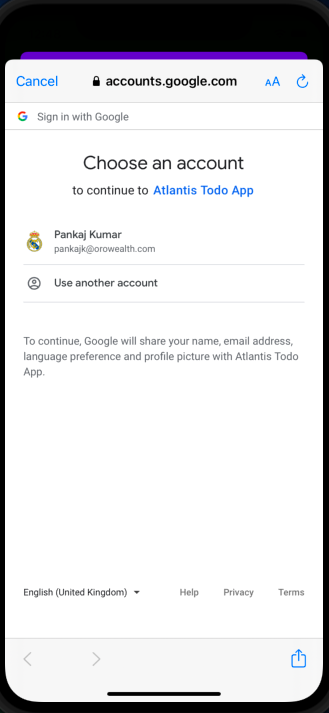 Cancel
accounts.google.com
AA
Sign in with Google
Choose an account
to continue to Atlantis Todo App
Pankaj Kumar
pankajk@orowealth.com
Use another account
To continue, Google will share your name, email address,
language preference and profile picture with Atlantis Todo
App.
English (United Kingdom)
Help
Privacy
Terms